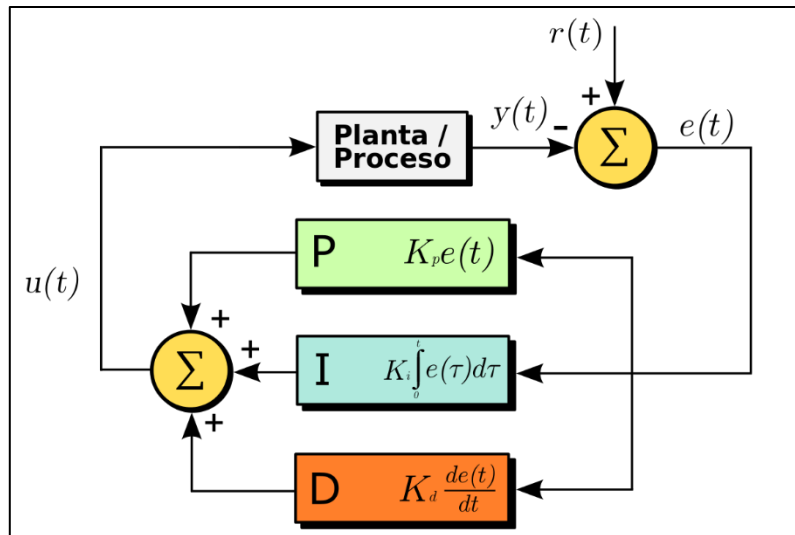 r(t)
+
Planta /
Proceso
y(t)
-
Σ
e(t)
P K_p e(t)
u(t)
+
+
Σ
I K_i ∫_0^t e(τ)dτ
+
D K_d de(t)/dt